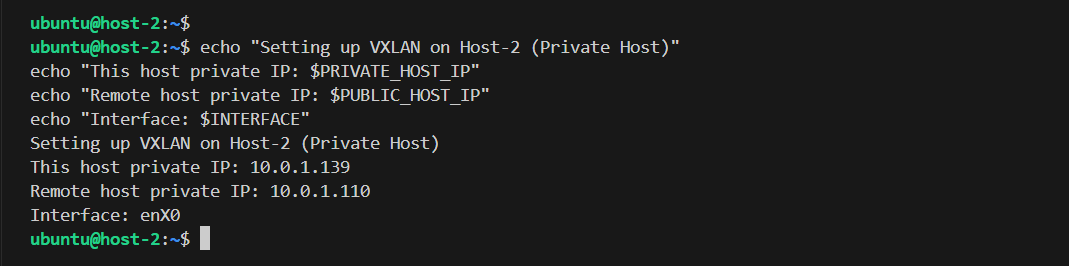 ubuntu@host-2:~$
ubuntu@host-2:~$ echo "Setting up VXLAN on Host-2 (Private Host)"
echo "This host private IP: $PRIVATE_HOST_IP"
echo "Remote host private IP: $PUBLIC_HOST_IP"
echo "Interface: $INTERFACE"
Setting up VXLAN on Host-2 (Private Host)
This host private IP: 10.0.1.139
Remote host private IP: 10.0.1.110
Interface: enX0
ubuntu@host-2:~$